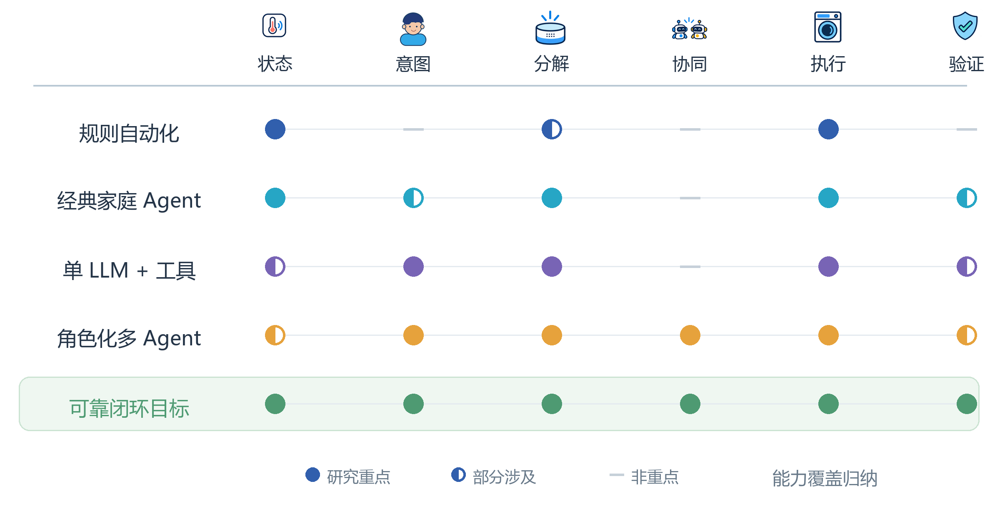 状态 意图 分解 协同 执行 验证
规则自动化
经典家庭 Agent
单 LLM + 工具
角色化多 Agent
可靠闭环目标
研究重点 部分涉及 非重点 能力覆盖归纳